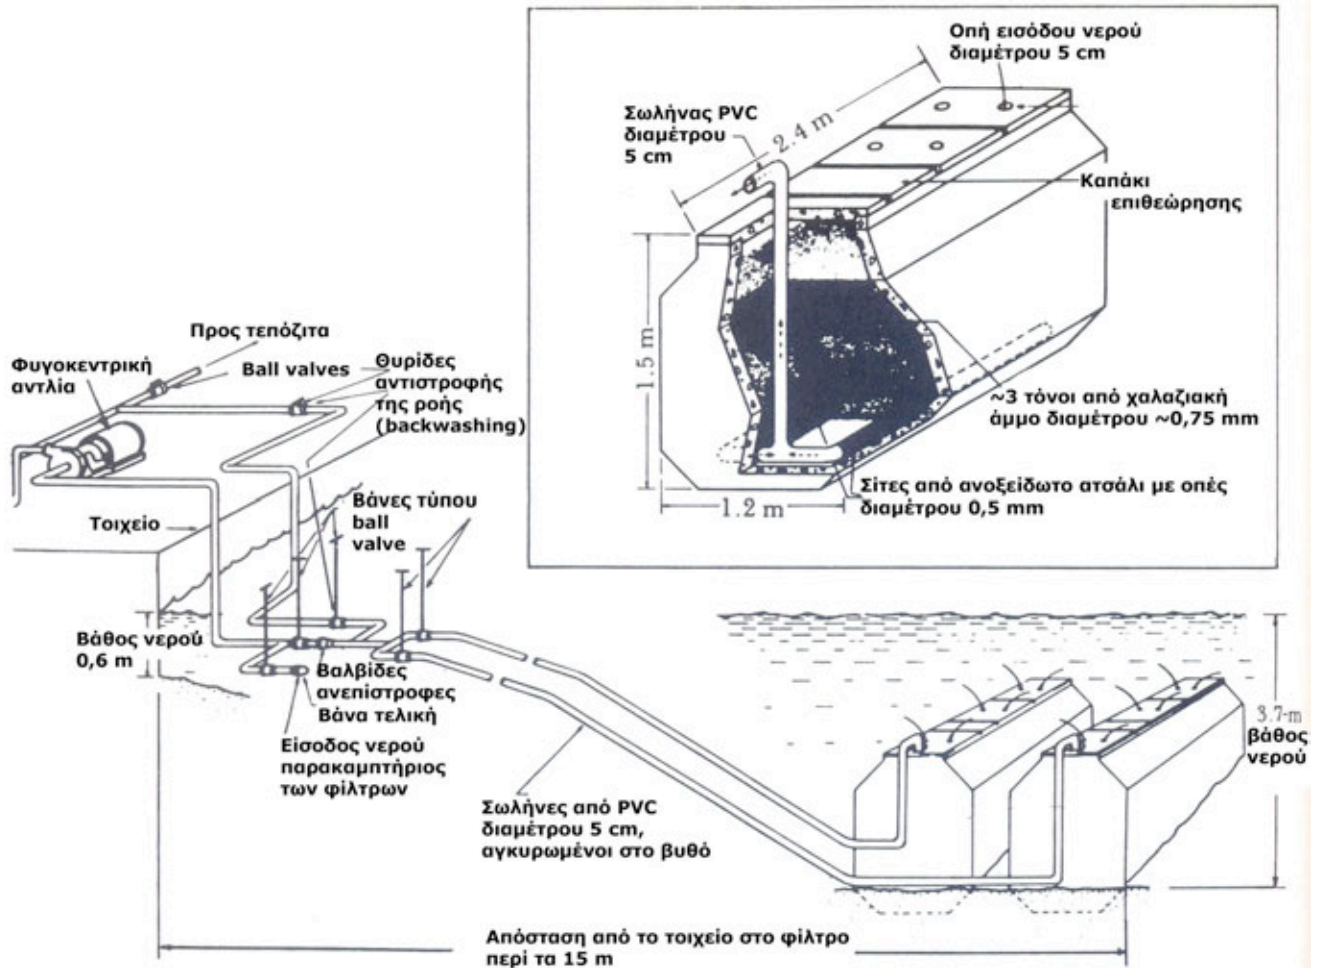 Οπή εισόδου νερού
διαμέτρου 5 cm
Σωλήνας PVC
διαμέτρου
5 cm
2.4 m
Καπάκι
επιθεώρησης
1.5 m
~3 τόνοι από χαλαζιακή
άμμο διαμέτρου ~0,75 mm
Σίτες από ανοξείδωτο ατσάλι με οπές
διαμέτρου 0,5 mm
1.2 m
Προς τεπόζιτα
Φυγοκεντρική
αντλία
Ball valves
Θυρίδες
αντιστροφής
της ροής
(backwashing)
Τοιχείο
Βάνες τύπου
ball
valve
Βάθος νερού
0,6 m
Βαλβίδες
ανεπίστροφες
Βάνα τελική
Είσοδος νερού
παρακαμπτήριος
των φίλτρων
Σωλήνες από PVC
διαμέτρου 5 cm,
αγκυρωμένοι στο βυθό
3.7-m
βάθος
νερού
Απόσταση από το τοιχείο στο φίλτρο
περί τα 15 m